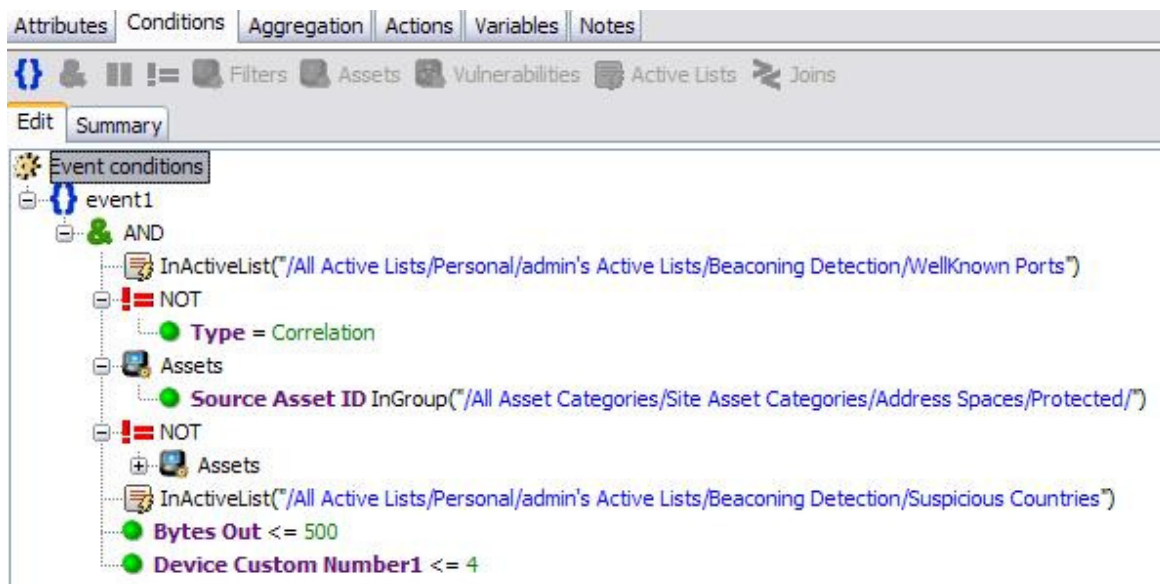 Attributes Conditions Aggregation Actions Variables Notes
{} & != Filters Assets Vulnerabilities Active Lists Joins
Edit Summary
Event conditions
{} event1
& AND
InActiveList("/All Active Lists/Personal/admin's Active Lists/Beaconing Detection/WellKnown Ports")
!= NOT
Type = Correlation
Assets
Source Asset ID InGroup("/All Asset Categories/Site Asset Categories/Address Spaces/Protected/")
!= NOT
Assets
InActiveList("/All Active Lists/Personal/admin's Active Lists/Beaconing Detection/Suspicious Countries")
Bytes Out <= 500
Device Custom Number1 <= 4